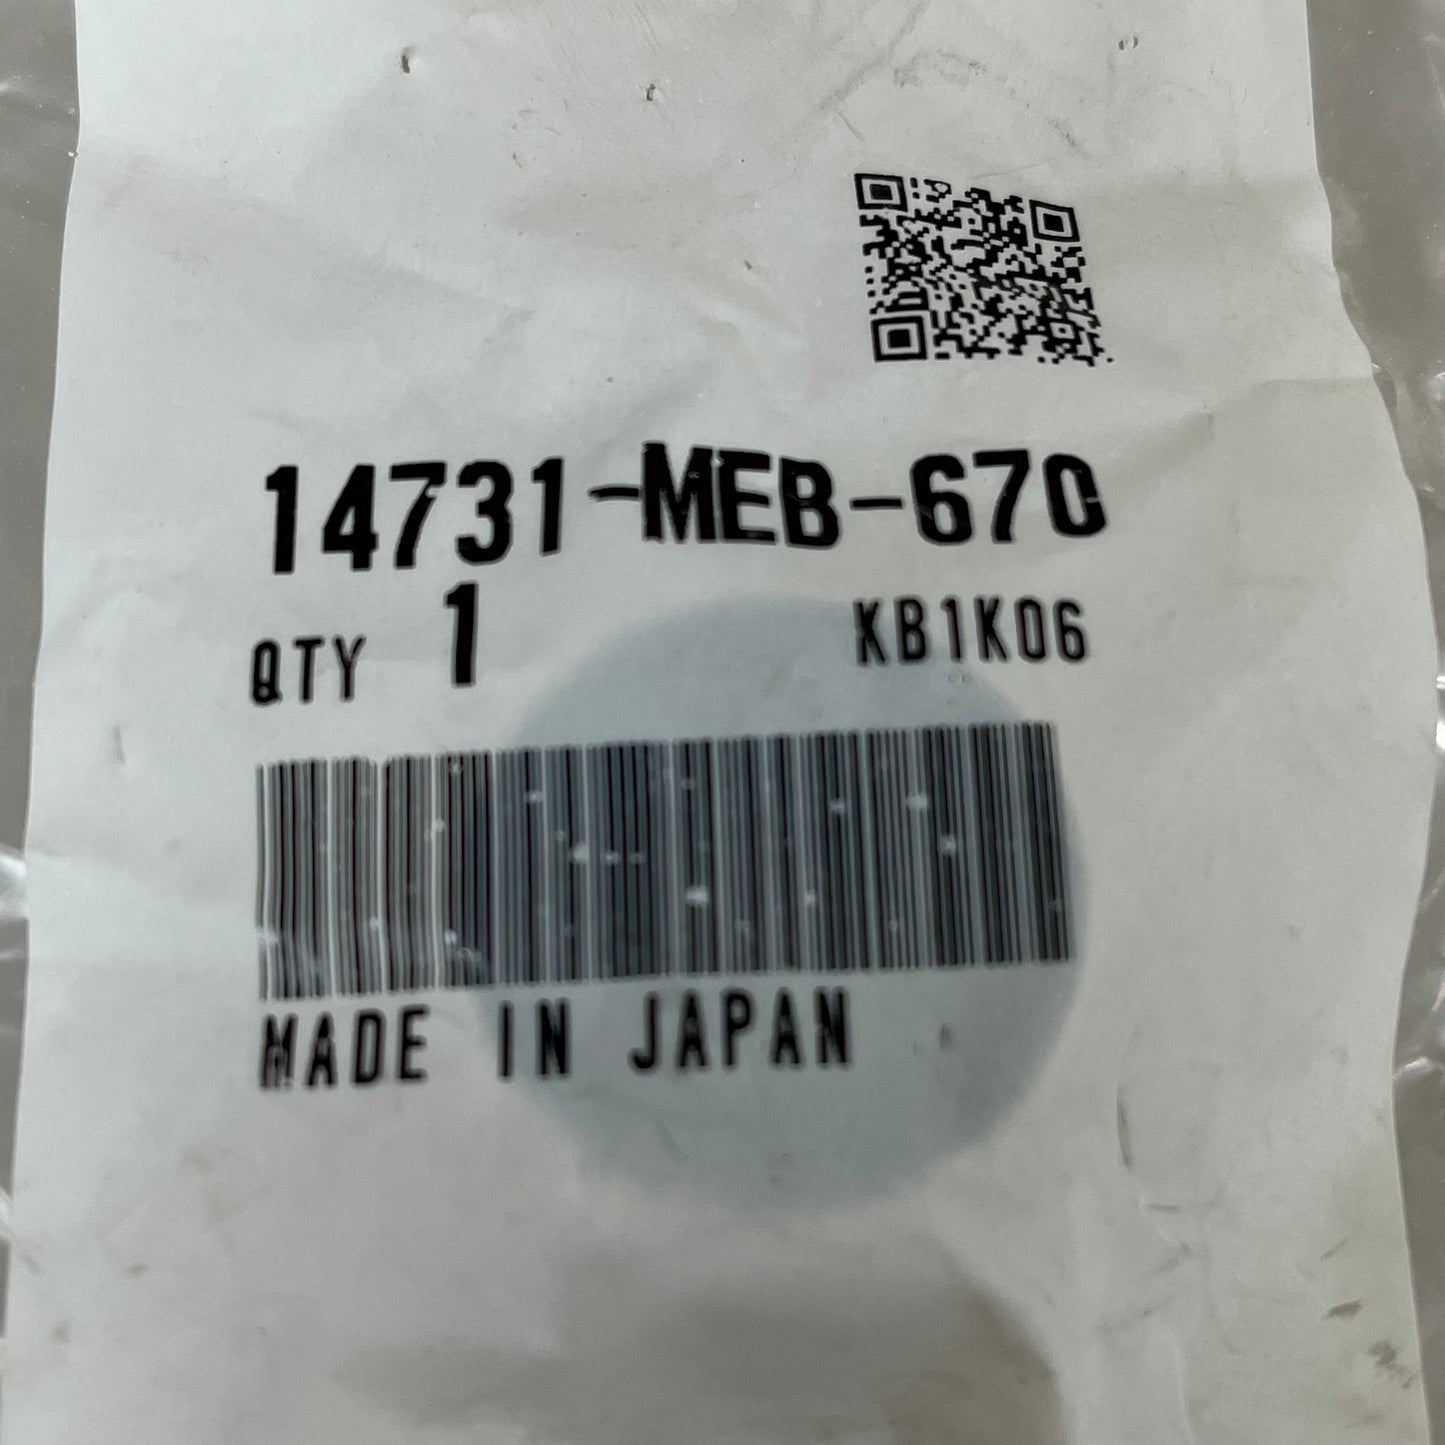 14731-MEB-670
QTY 1 KB1K06
MADE IN JAPAN